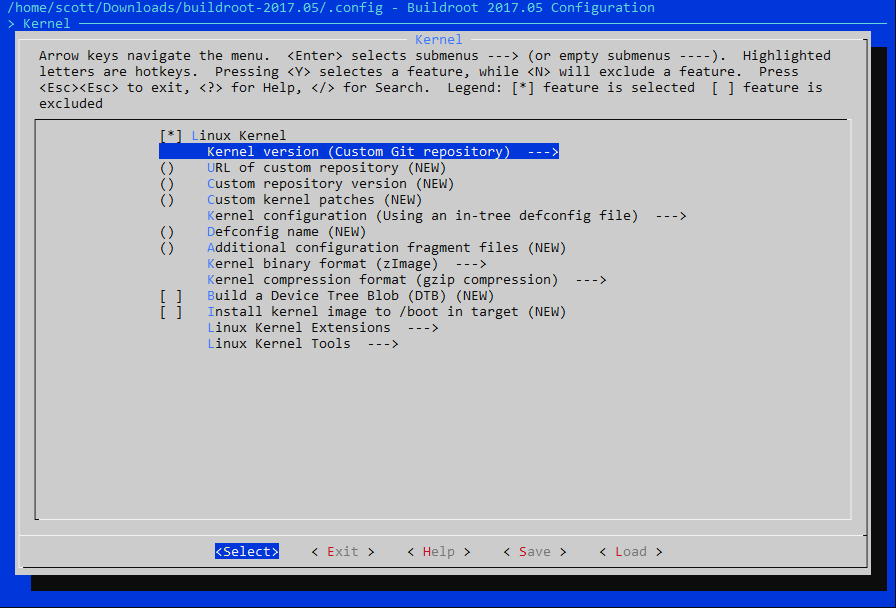 /home/scott/Downloads/buildroot-2017.05/.config - Buildroot 2017.05 Configuration
> Kernel
Kernel
Arrow keys navigate the menu.  <Enter> selects submenus ---> (or empty submenus ----).  Highlighted
letters are hotkeys.  Pressing <Y> selectes a feature, while <N> will exclude a feature.  Press
<Esc><Esc> to exit, <?> for Help, </> for Search.  Legend: [*] feature is selected  [ ] feature is
excluded
[*] Linux Kernel
Kernel version (Custom Git repository)  --->
()    URL of custom repository (NEW)
()    Custom repository version (NEW)
()    Custom kernel patches (NEW)
Kernel configuration (Using an in-tree defconfig file)  --->
()    Defconfig name (NEW)
()    Additional configuration fragment files (NEW)
Kernel binary format (zImage)  --->
Kernel compression format (gzip compression)  --->
[ ]   Build a Device Tree Blob (DTB) (NEW)
[ ]   Install kernel image to /boot in target (NEW)
Linux Kernel Extensions  --->
Linux Kernel Tools  --->
<Select>    < Exit >    < Help >    < Save >    < Load >